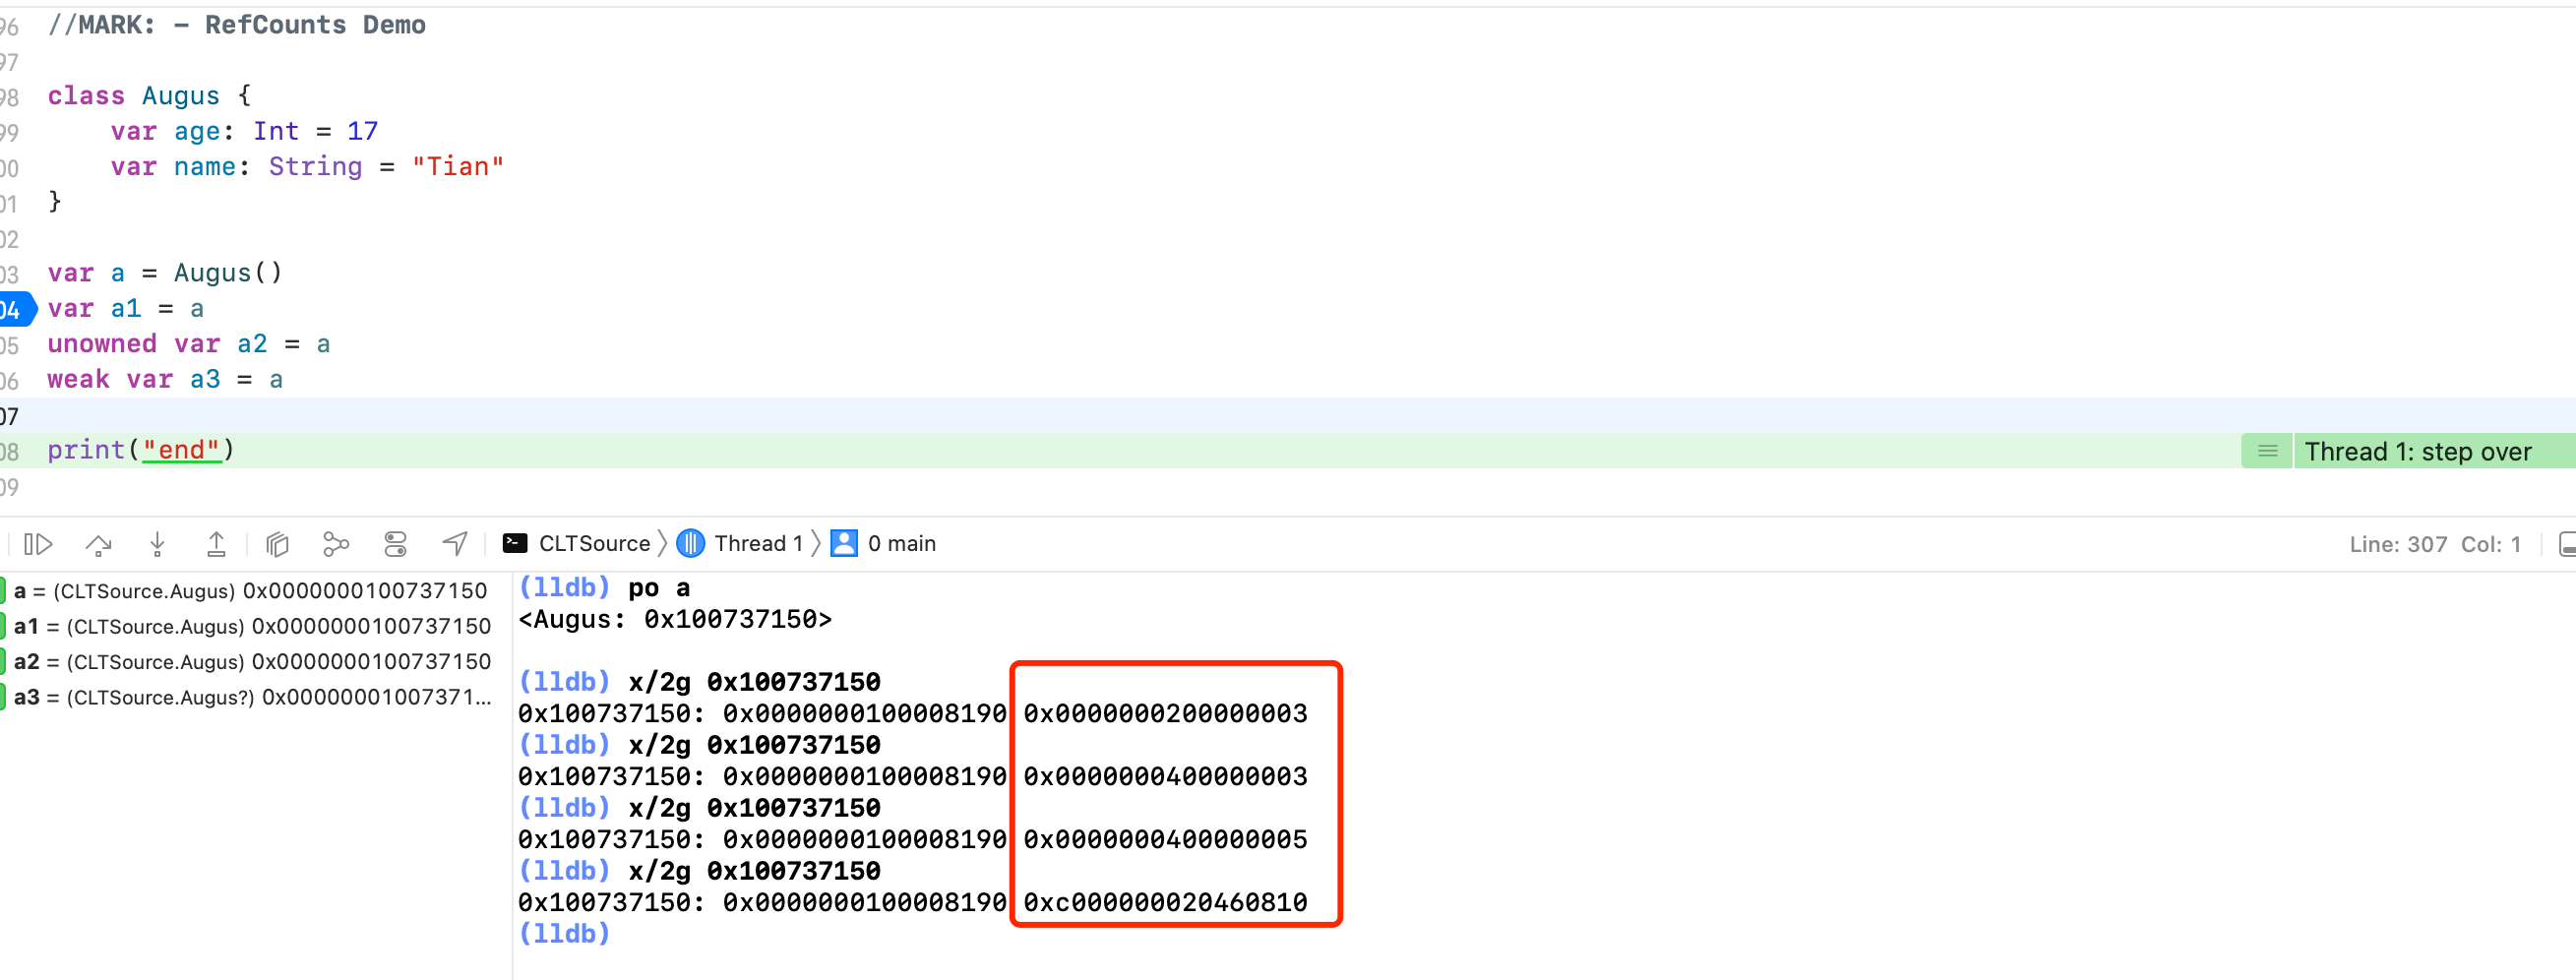 96 //MARK: - RefCounts Demo
97
98 class Augus {
99 var age: Int = 17
00 var name: String = "Tian"
01 }
02
03 var a = Augus()
04 var a1 = a
05 unowned var a2 = a
06 weak var a3 = a
07
08 print("end") Thread 1: step over
09
CLTSource Thread 1 0 main Line: 307 Col: 1
a = (CLTSource.Augus) 0x0000000100737150
a1 = (CLTSource.Augus) 0x0000000100737150
a2 = (CLTSource.Augus) 0x0000000100737150
a3 = (CLTSource.Augus?) 0x00000001007371...
(lldb) po a
<Augus: 0x100737150>
(lldb) x/2g 0x100737150
0x100737150: 0x0000000100008190 0x0000000200000003
(lldb) x/2g 0x100737150
0x100737150: 0x0000000100008190 0x0000000400000003
(lldb) x/2g 0x100737150
0x100737150: 0x0000000100008190 0x0000000400000005
(lldb) x/2g 0x100737150
0x100737150: 0x0000000100008190 0xc000000020460810
(lldb)